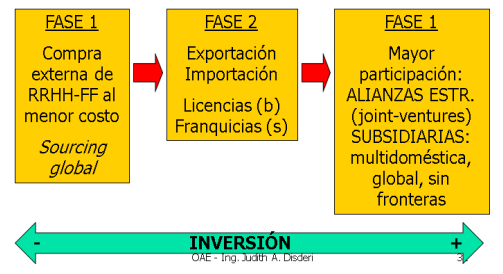 FASE 1
Compra
externa de
RRHH-FF al
menor costo
Sourcing
global
FASE 2
Exportación
Importación
Licencias (b)
Franquicias (s)
FASE 1
Mayor
participación:
ALIANZAS ESTR.
(joint-ventures)
SUBSIDIARIAS:
multidoméstica,
global, sin
fronteras
- INVERSIÓN +
OAE - Ing. Judith A. Disderi 3